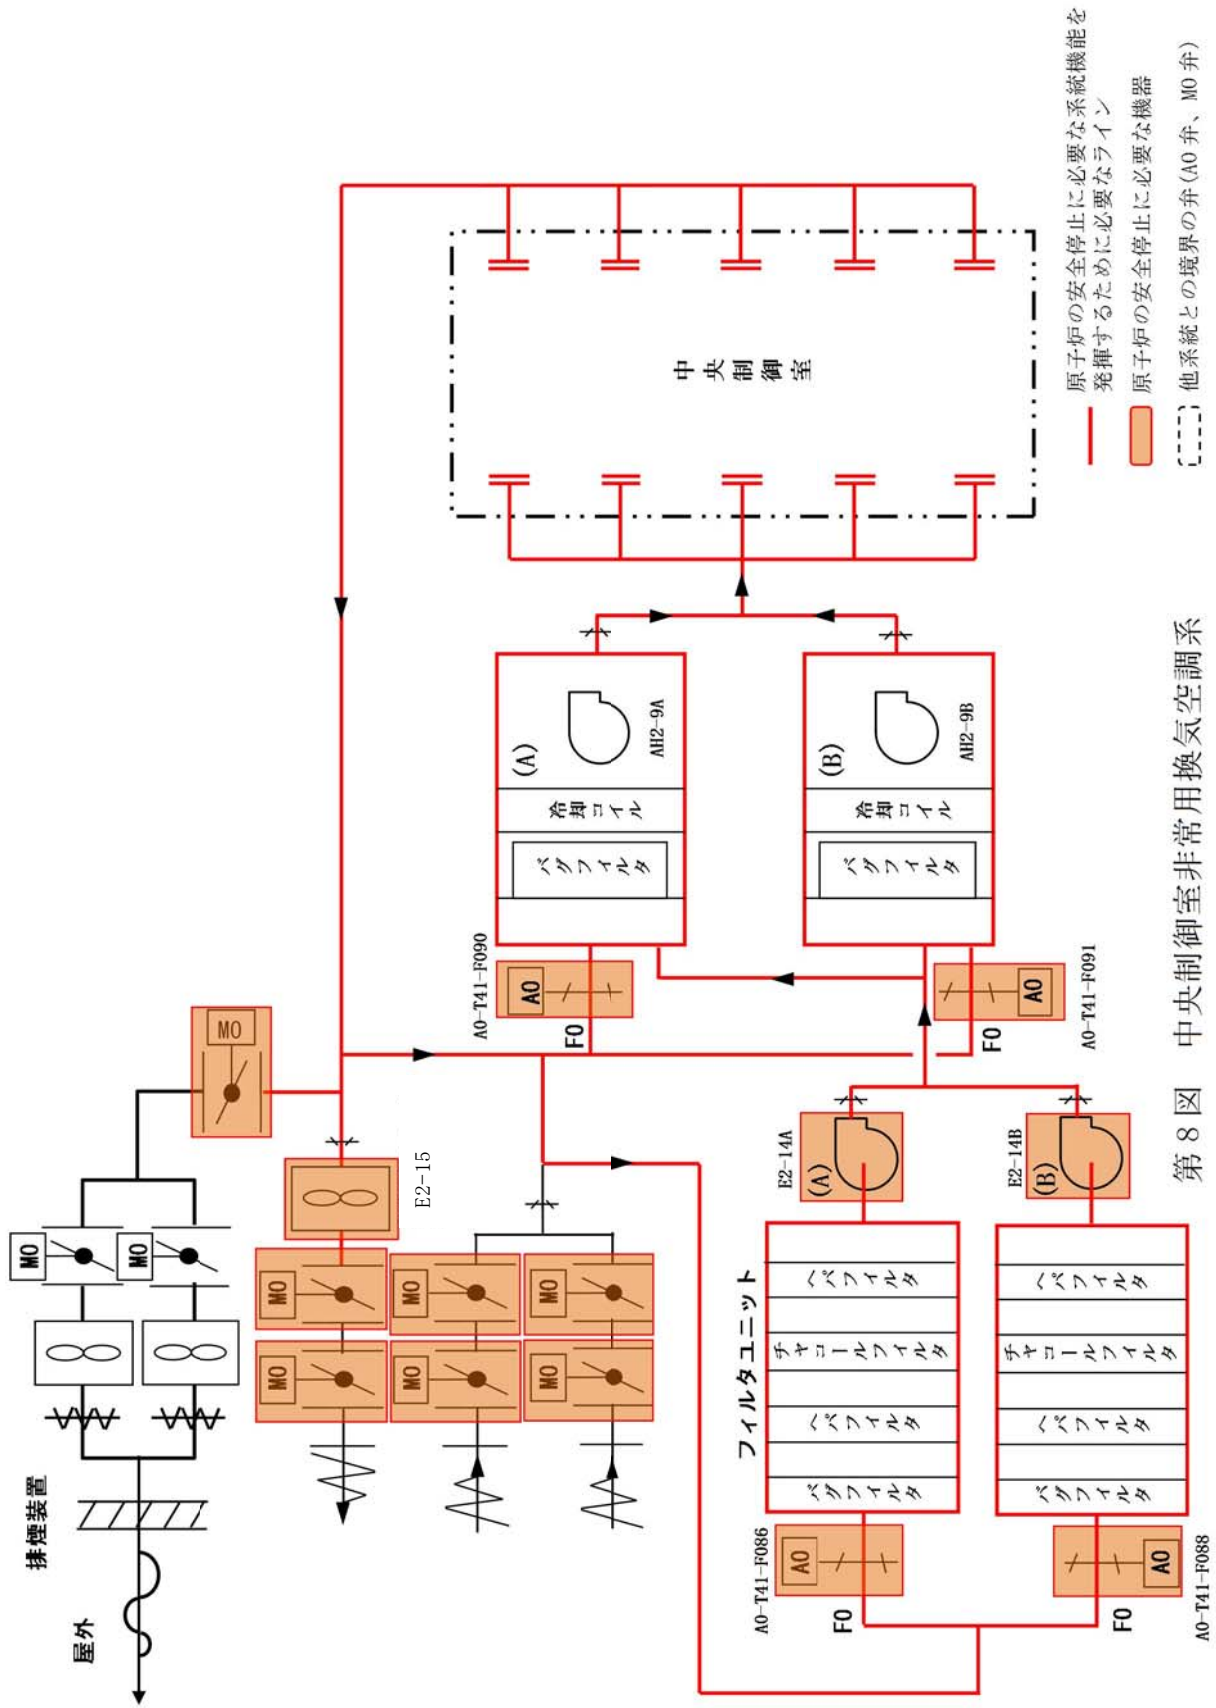 排煙装置
屋外
MO
MO
MO
MO
MO
MO
MO
MO
MO
E2-15
中央制御室
AO-T41-F090
AO
FO
(A)
バグフィルタ
冷却コイル
AH2-9A
(B)
バグフィルタ
冷却コイル
AH2-9B
AO-T41-F091
AO
FO
フィルタユニット
E2-14A
(A)
バグフィルタ
ヘパフィルタ
チャコールフィルタ
ヘパフィルタ
E2-14B
(B)
バグフィルタ
ヘパフィルタ
チャコールフィルタ
ヘパフィルタ
AO-T41-F086
AO
FO
AO-T41-F088
AO
FO
原子炉の安全停止に必要な系統機能を
発揮するために必要なライン
原子炉の安全停止に必要な機器
他系統との境界の弁(AO弁、MO弁)
第8図 中央制御室非常用換気空調系